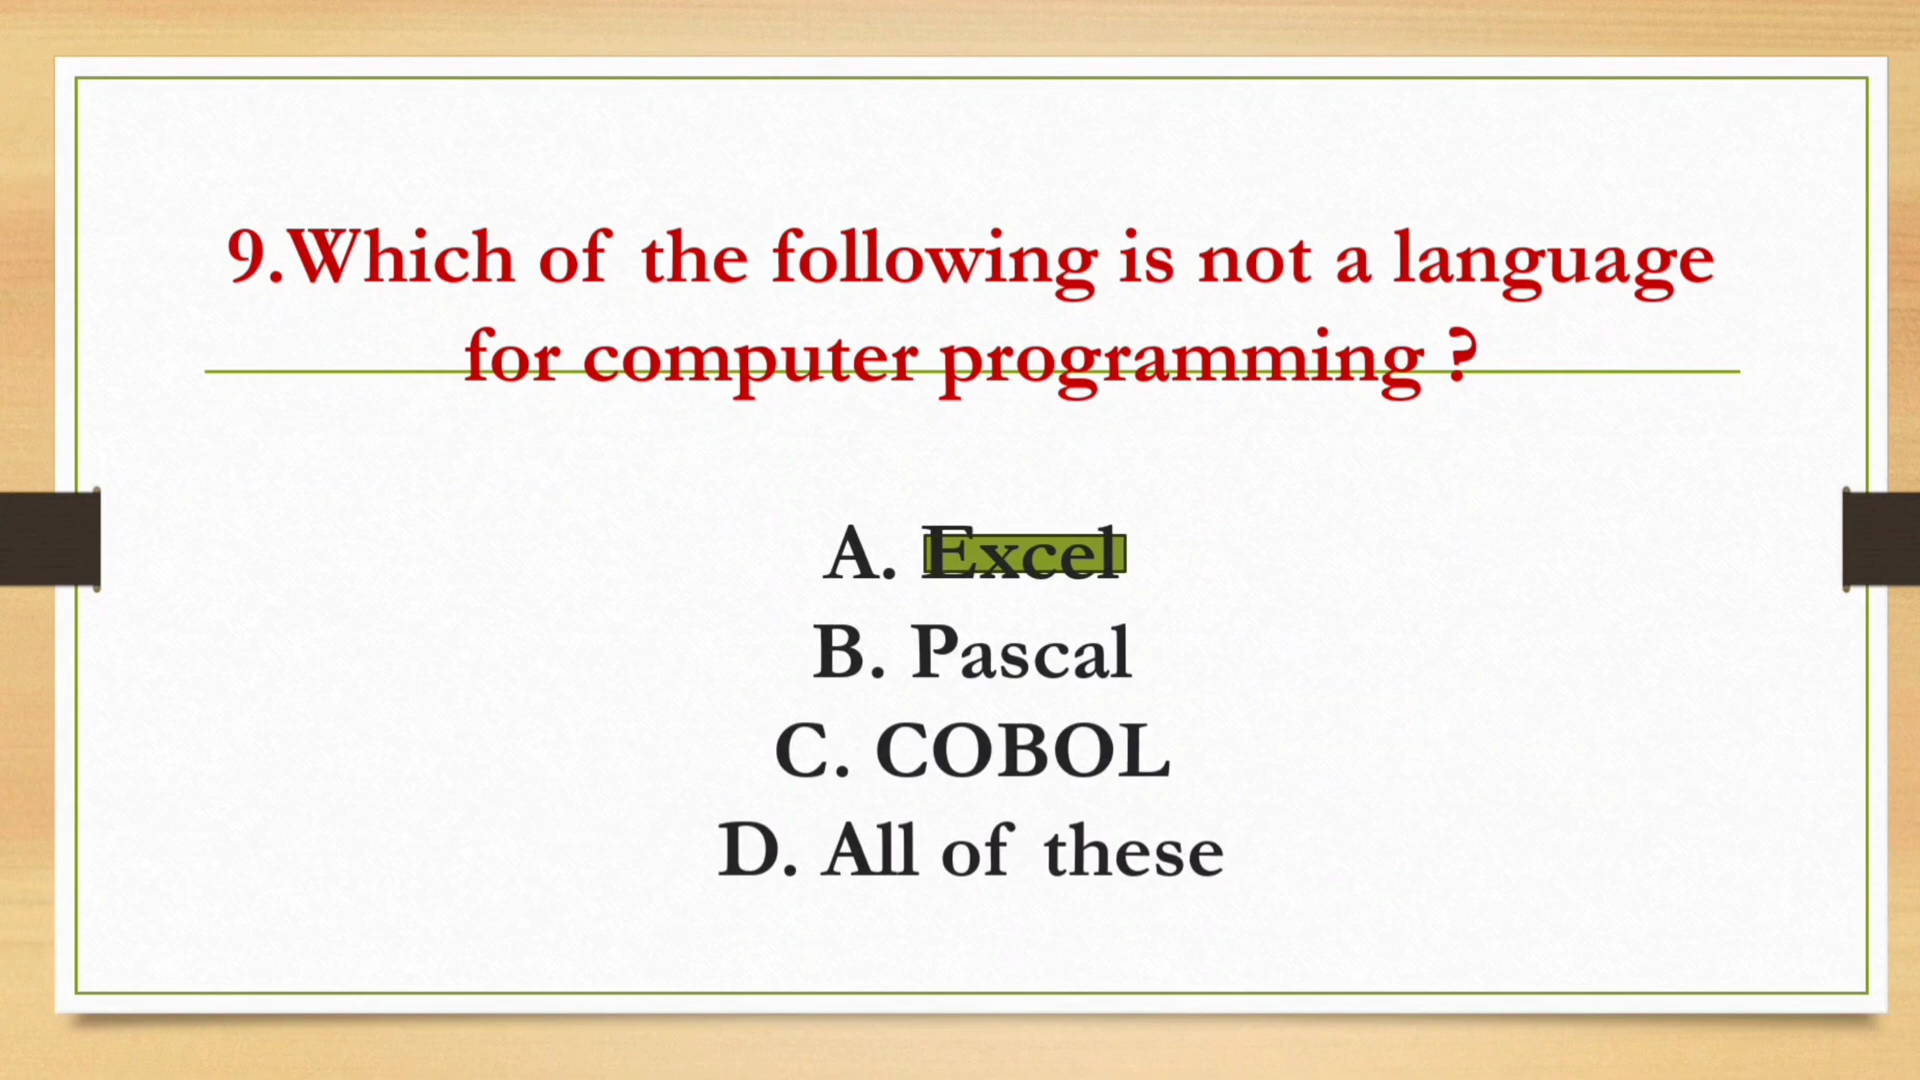 9.Which of the following is not a language
for computer programming ?
A. Excel
B. Pascal
C. COBOL
D. All of these